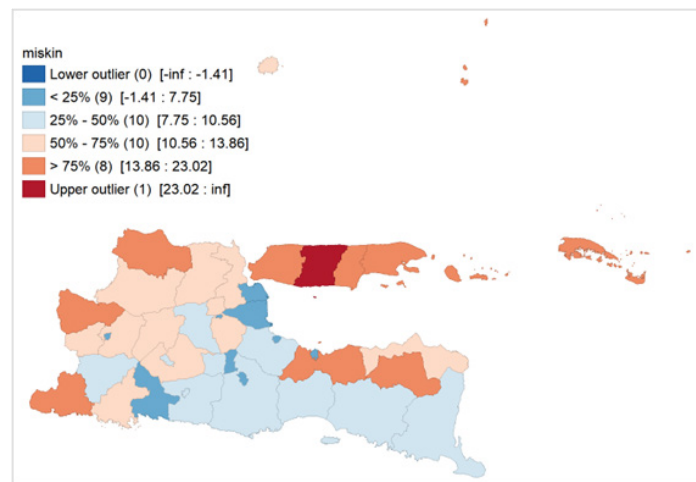 miskin
Lower outlier (0) [-inf : -1.41]
< 25% (9) [-1.41 : 7.75]
25% - 50% (10) [7.75 : 10.56]
50% - 75% (10) [10.56 : 13.86]
> 75% (8) [13.86 : 23.02]
Upper outlier (1) [23.02 : inf]